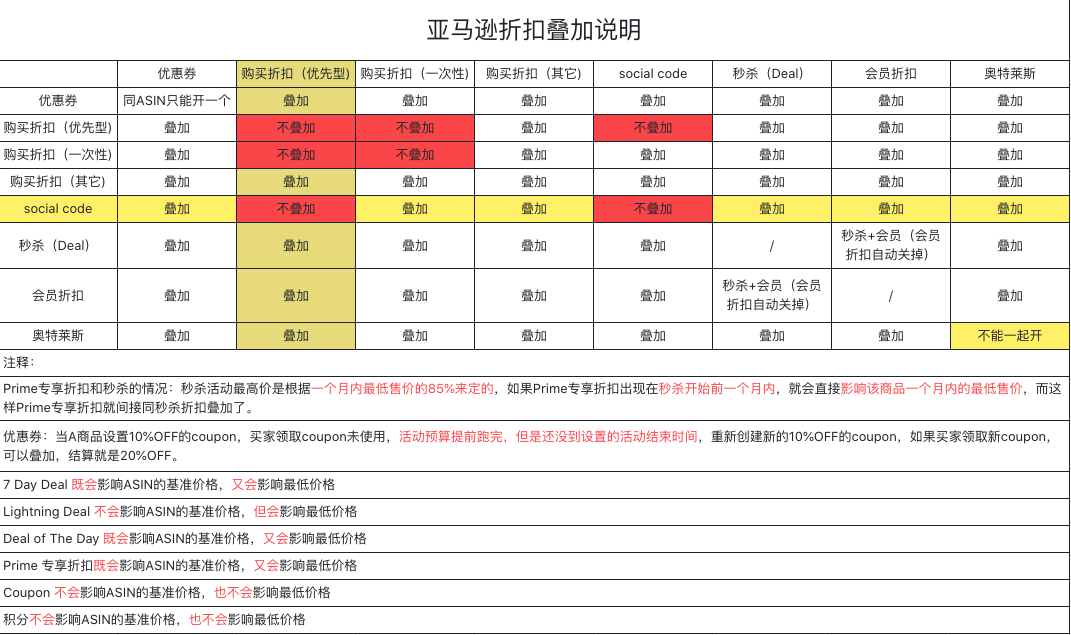 亚马逊折扣叠加说明
优惠券 购买折扣（优先型) 购买折扣（一次性) 购买折扣（其它) social code 秒杀（Deal） 会员折扣 奥特莱斯
优惠券 同ASIN只能开一个 叠加 叠加 叠加 叠加 叠加 叠加 叠加
购买折扣（优先型) 叠加 不叠加 不叠加 叠加 不叠加 叠加 叠加 叠加
购买折扣（一次性) 叠加 不叠加 不叠加 叠加 叠加 叠加 叠加 叠加
购买折扣（其它) 叠加 叠加 叠加 叠加 叠加 叠加 叠加 叠加
social code 叠加 不叠加 叠加 叠加 不叠加 叠加 叠加 叠加
秒杀（Deal） 叠加 叠加 叠加 叠加 叠加 / 秒杀+会员（会员
折扣自动关掉） 叠加
会员折扣 叠加 叠加 叠加 叠加 叠加 秒杀+会员（会员
折扣自动关掉） / 叠加
奥特莱斯 叠加 叠加 叠加 叠加 叠加 叠加 叠加 不能一起开
注释：
Prime专享折扣和秒杀的情况：秒杀活动最高价是根据一个月内最低售价的85%来定的，如果Prime专享折扣出现在秒杀开始前一个月内，就会直接影响该商品一个月内的最低售价，而这
样Prime专享折扣就间接同秒杀折扣叠加了。
优惠券：当A商品设置10%OFF的coupon，买家领取coupon未使用，活动预算提前跑完，但是还没到设置的活动结束时间，重新创建新的10%OFF的coupon，如果买家领取新coupon，
可以叠加，结算就是20%OFF。
7 Day Deal 既会影响ASIN的基准价格，又会影响最低价格
Lightning Deal 不会影响ASIN的基准价格，但会影响最低价格
Deal of The Day 既会影响ASIN的基准价格，又会影响最低价格
Prime 专享折扣既会影响ASIN的基准价格，又会影响最低价格
Coupon 不会影响ASIN的基准价格，也不会影响最低价格
积分不会影响ASIN的基准价格，也不会影响最低价格